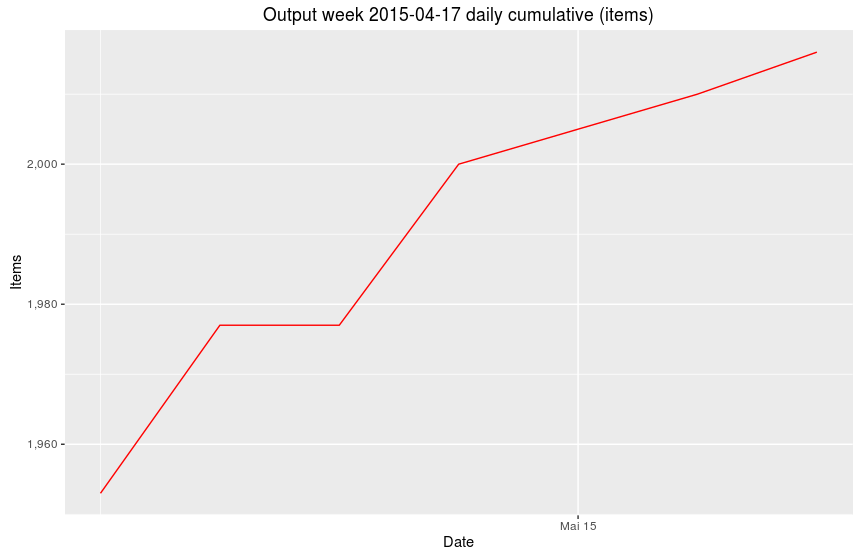 Output week 2015-04-17 daily cumulative (items)
2,000
1,980
1,960
Items
Mai 15
Date